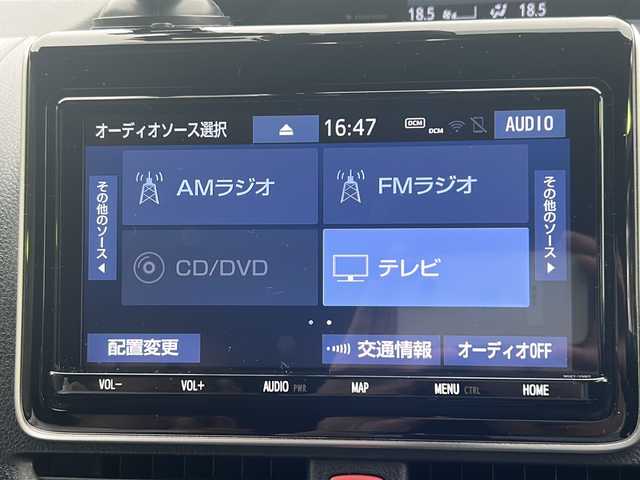 18.5 18.5
オーディオソース選択 16:47 DCM DCM AUDIO
その他のソース
AMラジオ FMラジオ
その他のソース
CD/DVD テレビ
配置変更 交通情報 オーディオOFF
VOL- VOL+ AUDIO PWR MAP MENU CTRL HOME